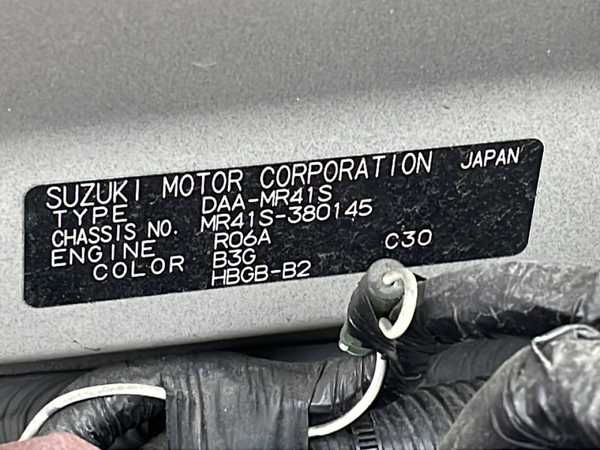 SUZUKI MOTOR CORPORATION JAPAN
TYPE DAA-MR41S
CHASSIS NO. MR41S-380145
ENGINE R06A C30
COLOR B3G
HBGB-B2